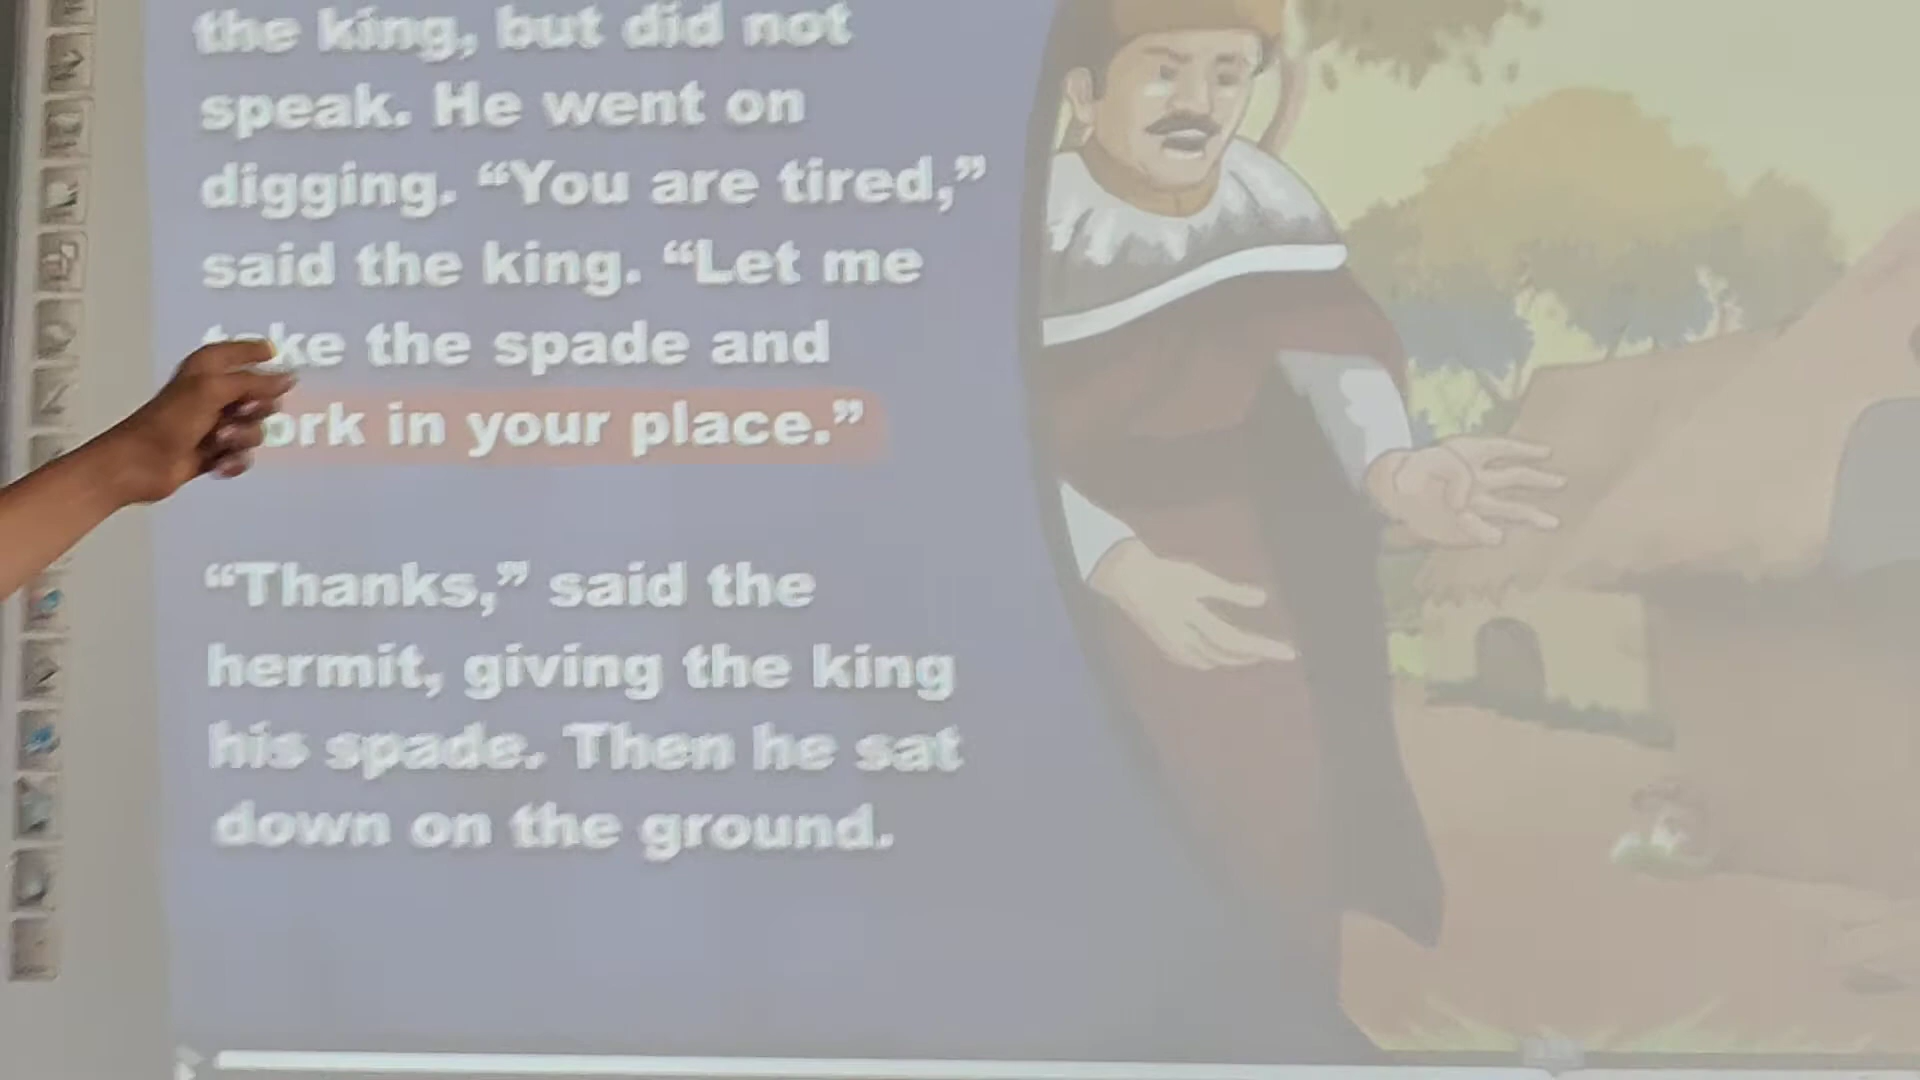 the king, but did not
speak. He went on
digging. “You are tired,”
said the king. “Let me
take the spade and
ork in your place.”
“Thanks,” said the
hermit, giving the king
his spade. Then he sat
down on the ground.